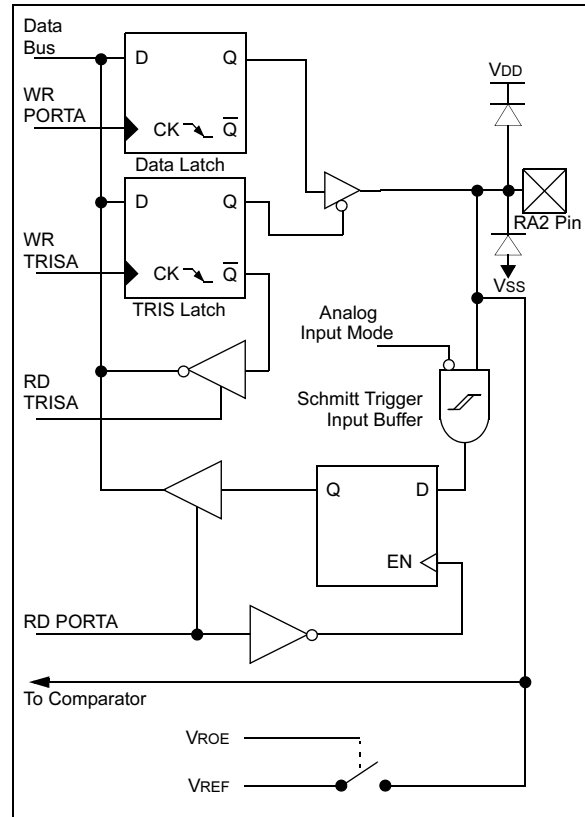 Data
Bus
D
Q
VDD
WR
PORTA
CK
Q
Data Latch
D
Q
RA2 Pin
WR
TRISA
CK
Q
VSS
TRIS Latch
Analog
Input Mode
RD
TRISA
Schmitt Trigger
Input Buffer
Q
D
EN
RD PORTA
To Comparator
VROE
VREF